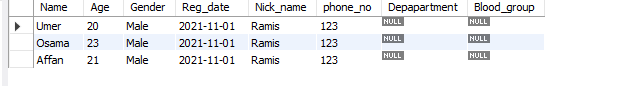 Name Age Gender Reg_date Nick_name phone_no Depapartment Blood_group
Umer 20 Male 2021-11-01 Ramis 123 NULL NULL
Osama 23 Male 2021-11-01 Ramis 123 NULL NULL
Affan 21 Male 2021-11-01 Ramis 123 NULL NULL